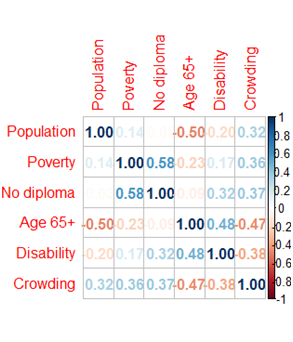 Population
Poverty
No diploma
Age 65+
Disability
Crowding
Population 1.00 0.14 -0.50 -0.20 0.32
Poverty 0.14 1.00 0.58 -0.23 0.17 0.36
No diploma 0.58 1.00 -0.09 0.32 0.37
Age 65+ -0.50 -0.23 -0.09 1.00 0.48 -0.47
Disability -0.20 0.17 0.32 0.48 1.00 -0.38
Crowding 0.32 0.36 0.37 -0.47 -0.38 1.00
1
0.8
0.6
0.4
0.2
0
-0.2
-0.4
-0.6
-0.8
-1